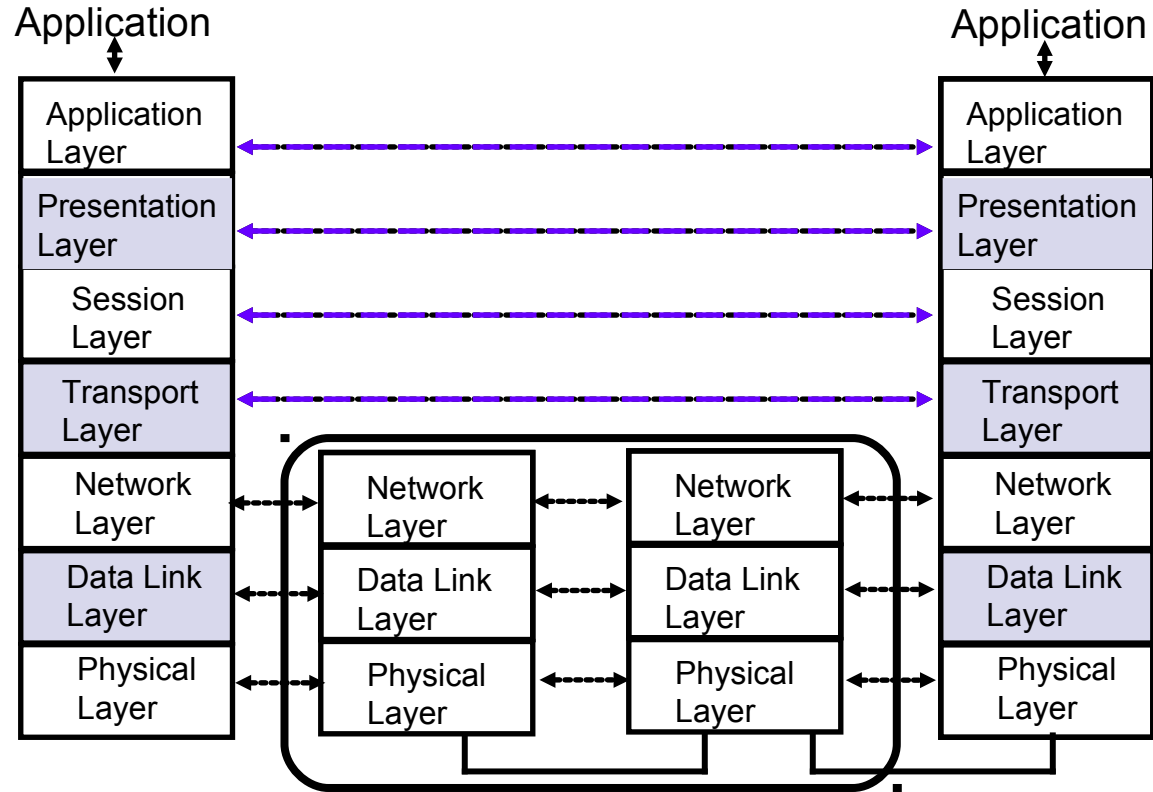 Application
Application
Layer
Presentation
Layer
Session
Layer
Transport
Layer
Network
Layer
Data Link
Layer
Physical
Layer
Network
Layer
Data Link
Layer
Physical
Layer
Network
Layer
Data Link
Layer
Physical
Layer
Application
Application
Layer
Presentation
Layer
Session
Layer
Transport
Layer
Network
Layer
Data Link
Layer
Physical
Layer